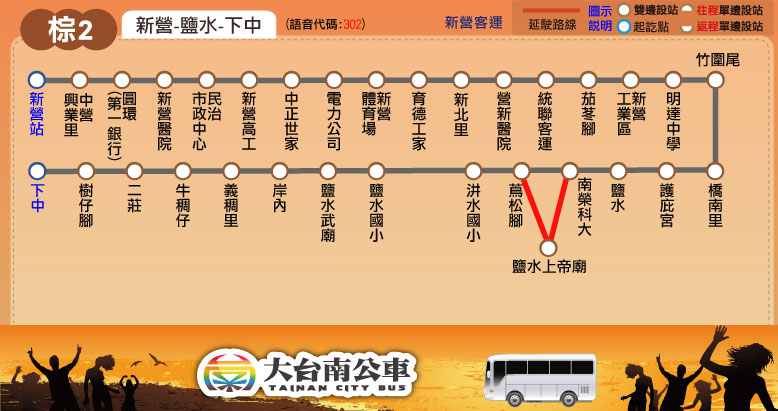 棕2
新營-鹽水-下中
(語音代碼:302)
新營客運
延駛路線
圖示
說明
雙邊設站
起訖點
往程單邊設站
返程單邊設站
新營站
中營
興業里
圓環
(第一銀行)
新營醫院
民治
市政中心
新營高工
中正世家
電力公司
新營
體育場
育德工家
新北里
營新醫院
統聯客運
茄苳腳
新營
工業區
明達中學
竹圍尾
下中
樹仔腳
二莊
牛稠仔
義稠里
岸內
鹽水武廟
鹽水國小
洪水國小
蔦松腳
鹽水上帝廟
南榮科大
鹽水
護庇宮
橋南里
大台南公車
TAINAN CITY BUS